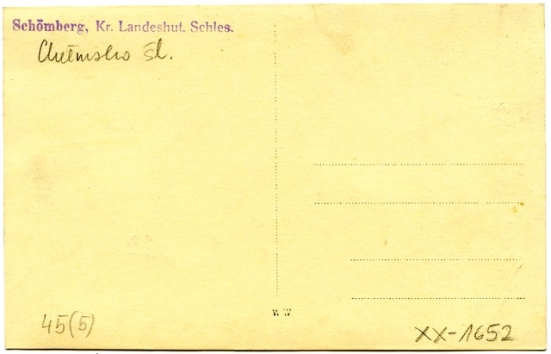 Schömberg, Kr. Landeshut. Schles.
Chełmsko Śl.
K W
45(5)
XX-1652